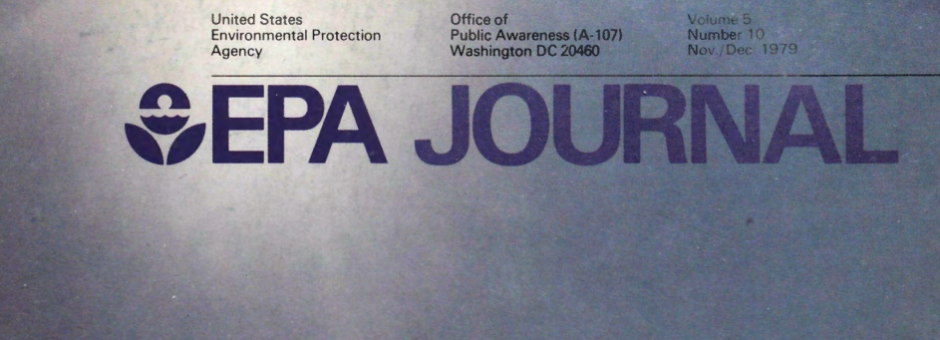 United States
Environmental Protection
Agency
Office of
Public Awareness (A-107)
Washington DC 20460
Volume 5
Number 10
Nov./Dec 1979
EPA JOURNAL